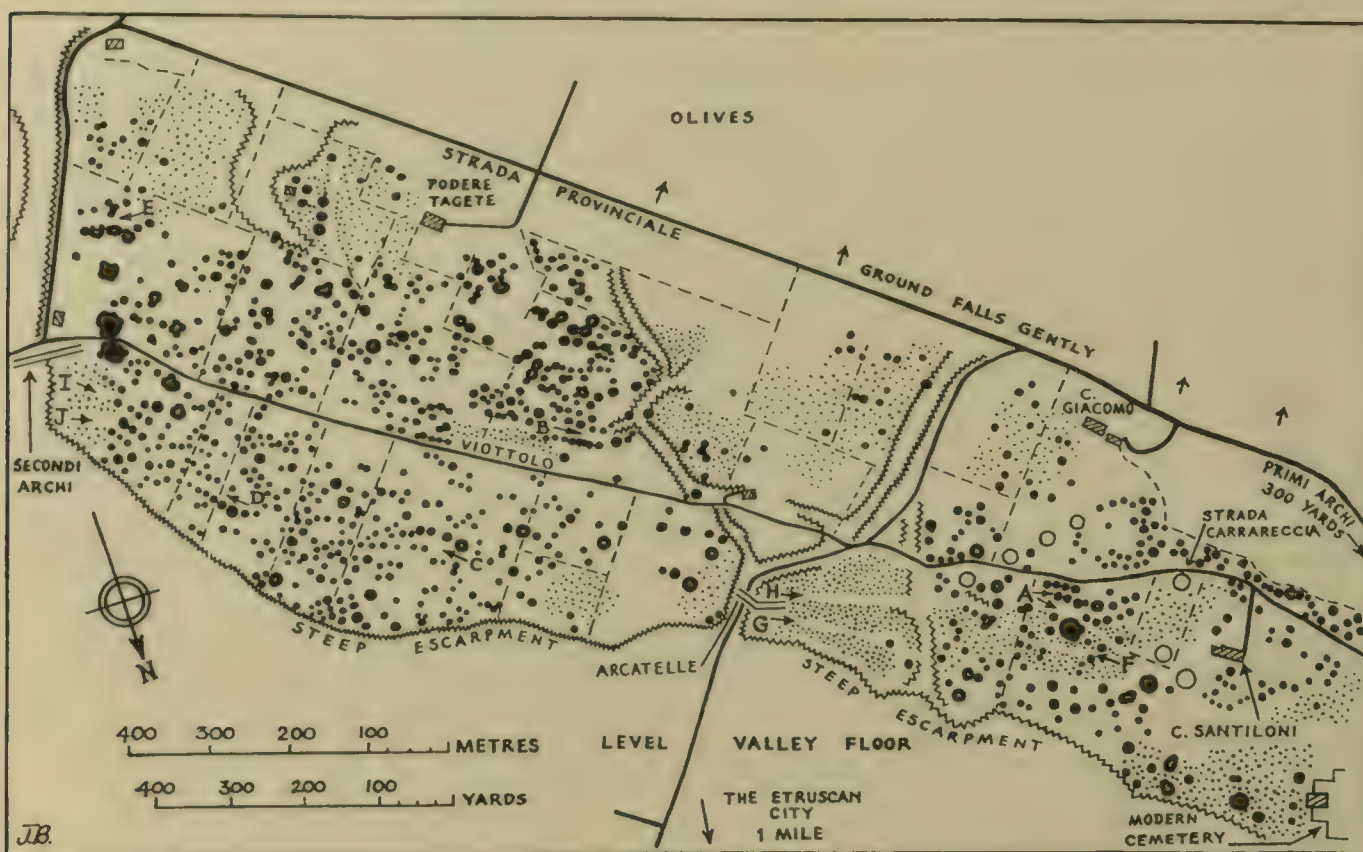 OLIVES
STRADA
PROVINCIALE
PODERE
TAGETE
E
GROUND FALLS GENTLY
C.
GIACOMO
PRIMI ARCHI
300 YARDS
STRADA
CARRARECCIA
I
J
B
VIOTTOLO
SECONDI
ARCHI
D
C
A
H
G
F
N
STEEP ESCARPMENT
ARCATELLE
STEEP
ESCARPMENT
C. SANTILONI
400 300 200 100 METRES
LEVEL VALLEY FLOOR
400 300 200 100 YARDS
THE ETRUSCAN
CITY
1 MILE
MODERN
CEMETERY
J.B.